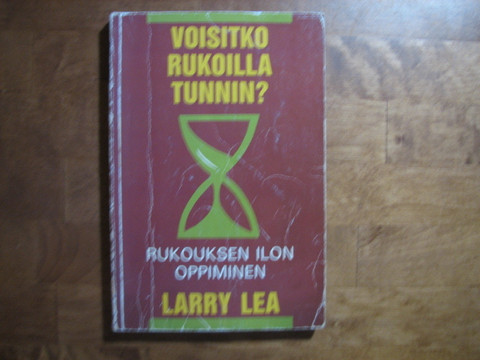 VOISITKO
RUKOILLA
TUNNIN?
RUKOUKSEN ILON
OPPIMINEN
LARRY LEA